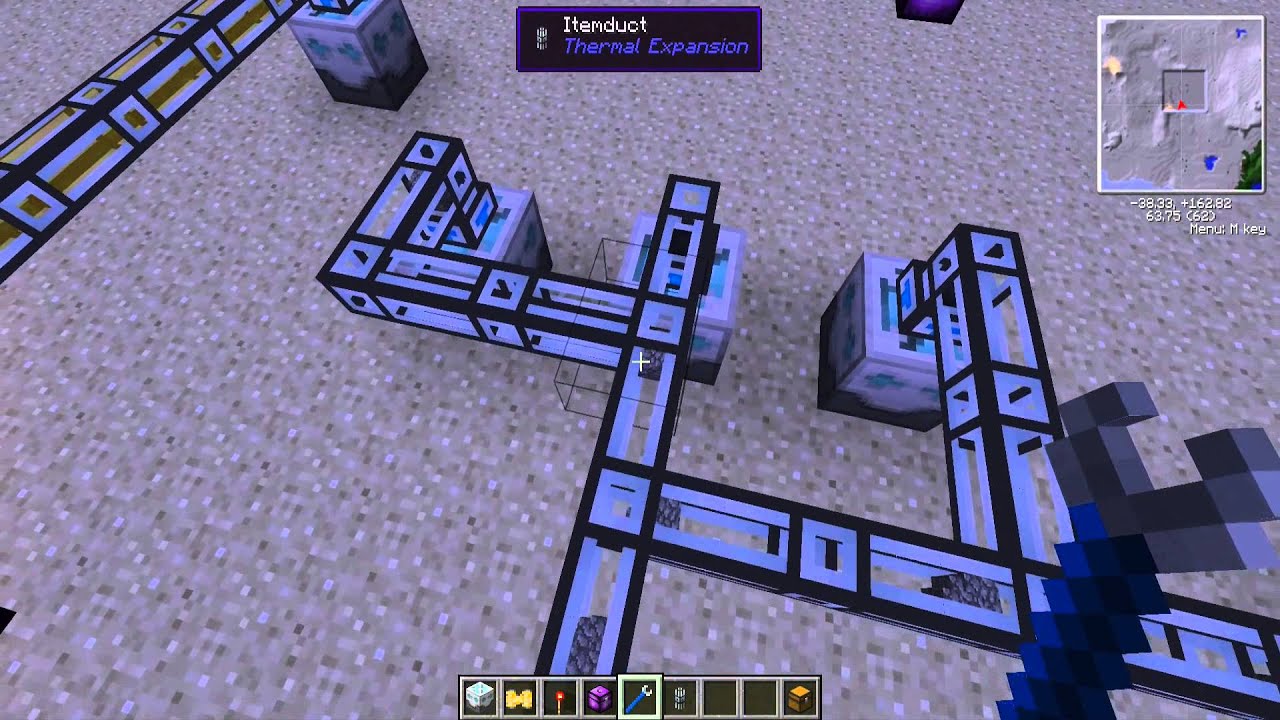 Itemduct
Thermal Expansion
-38.33, +162.82
63.75 (62)
Menu: M key